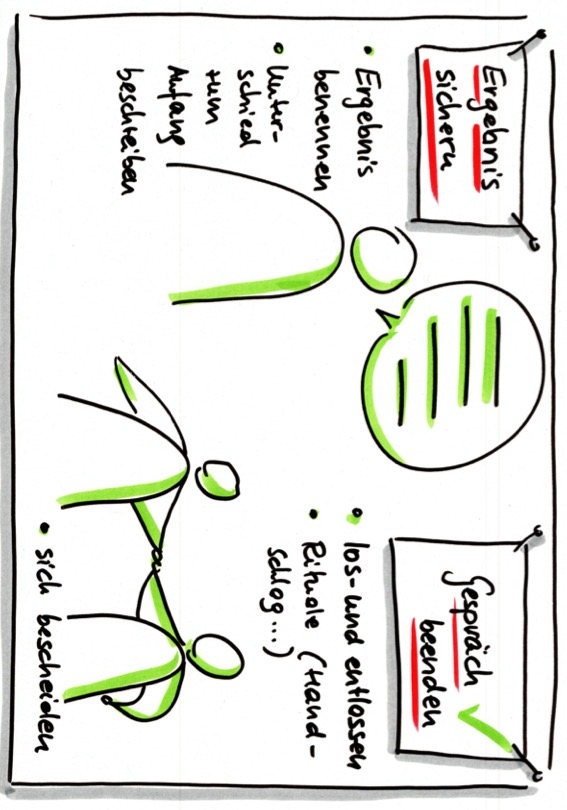 Ergebnis
sichern
• Ergebnis
benennen
• Unter-
schied
zum
Anfang
beschreiben
Gespräch
beenden
• los- und entlassen
• Rituale (Hand-
schlag...)
• sich bescheiden